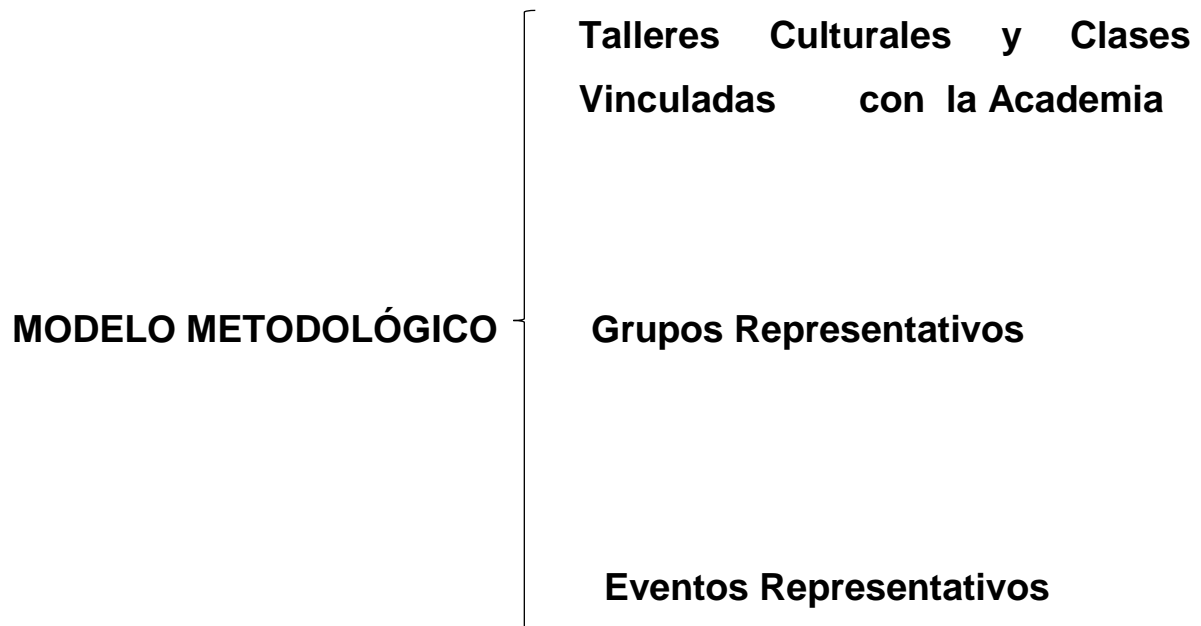 Talleres Culturales y Clases
Vinculadas con la Academia
MODELO METODOLÓGICO
Grupos Representativos
Eventos Representativos